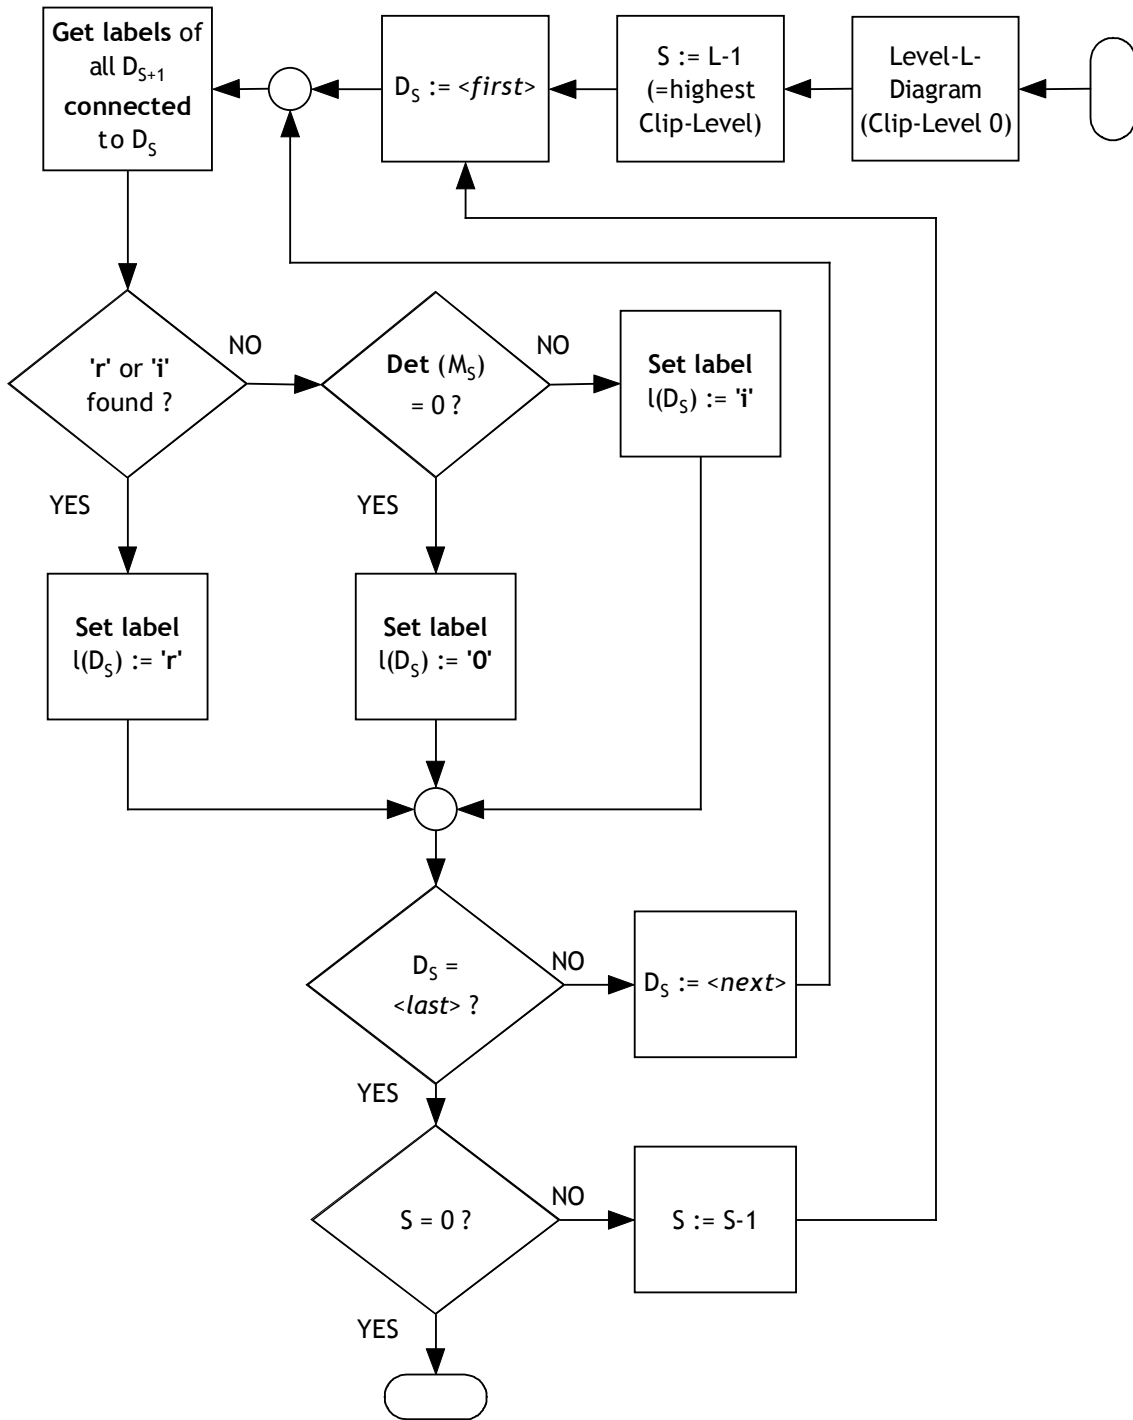 Get labels of
all D_S+1
connected
to D_S
D_S := <first>
S := L-1
(=highest
Clip-Level)
Level-L-
Diagram
(Clip-Level 0)
'r' or 'i'
found ?
NO
YES
Det (M_S)
= 0 ?
NO
YES
Set label
l(D_S) := 'i'
Set label
l(D_S) := 'r'
Set label
l(D_S) := '0'
D_S =
<last> ?
NO
YES
D_S := <next>
S = 0 ?
NO
YES
S := S-1